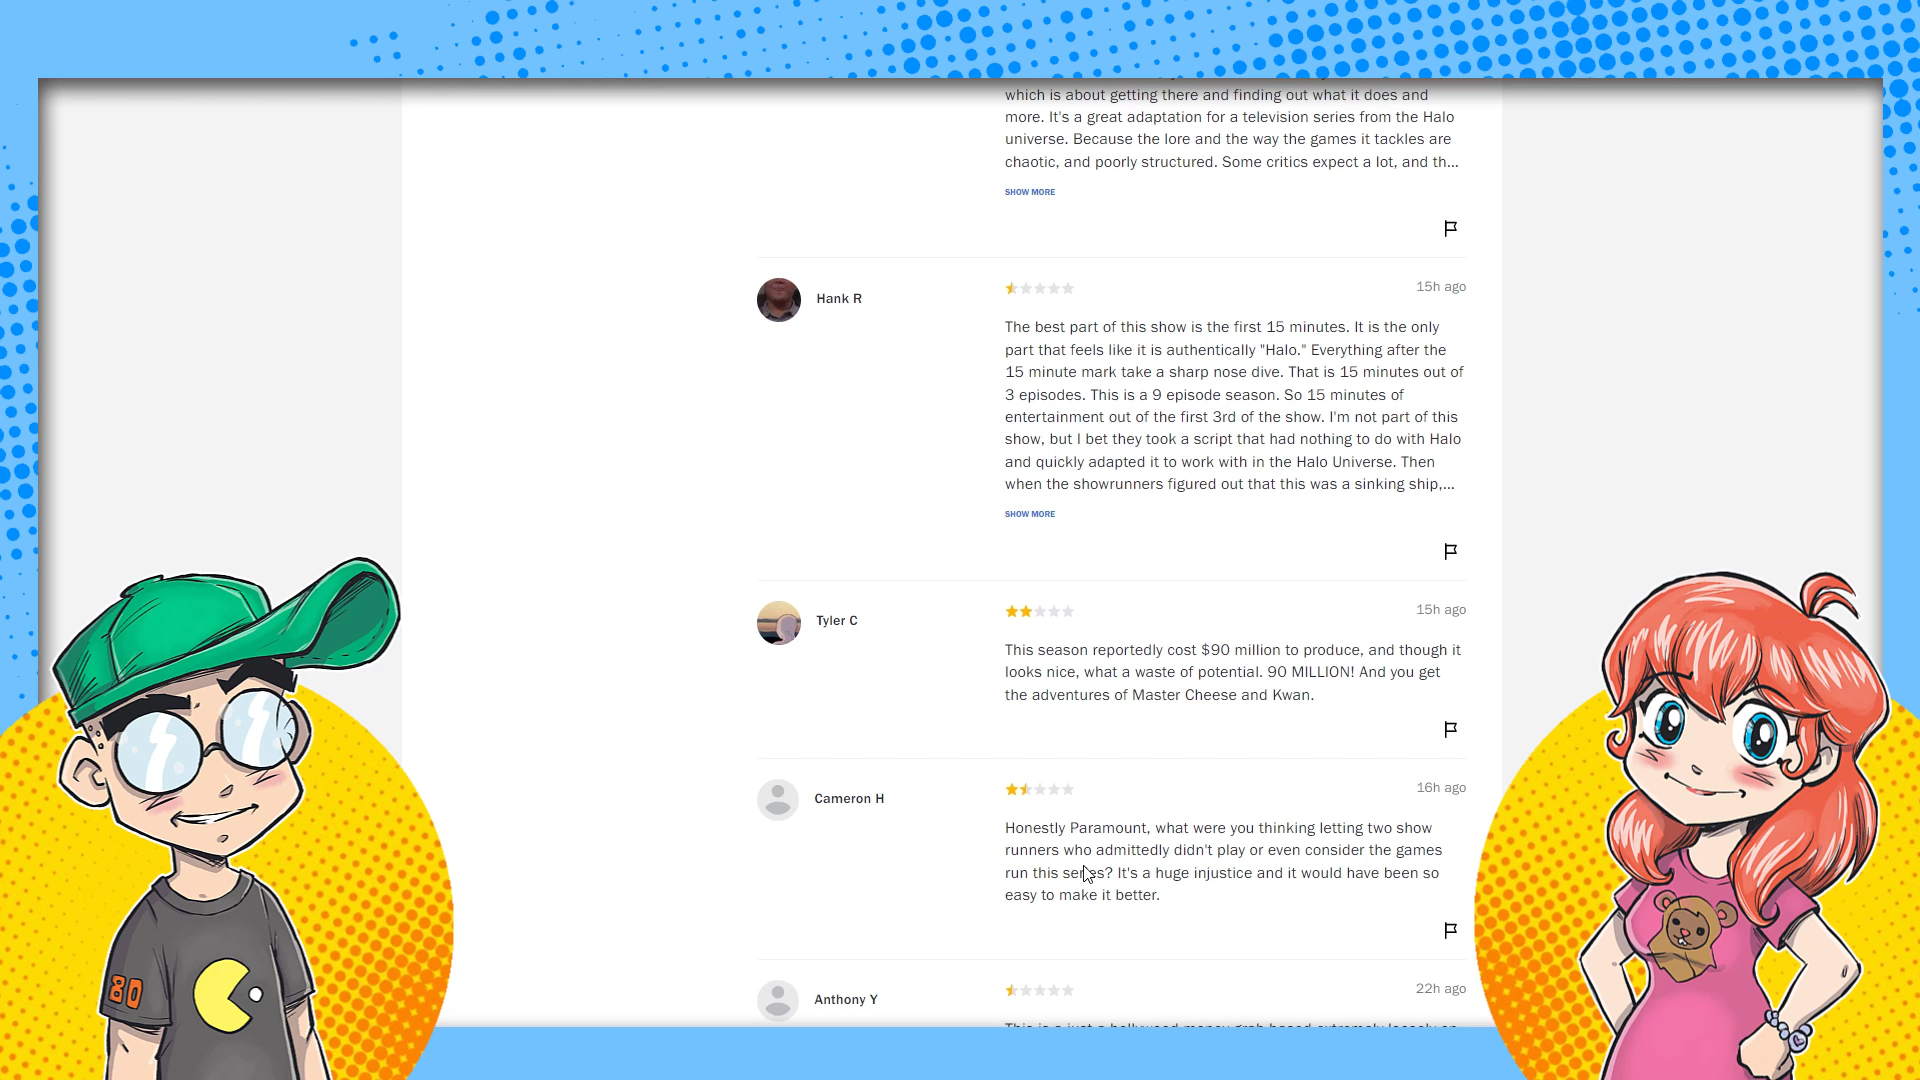 which is about getting there and finding out what it does and
more. It's a great adaptation for a television series from the Halo
universe. Because the lore and the way the games it tackles are
chaotic, and poorly structured. Some critics expect a lot, and th...
SHOW MORE
Hank R
15h ago
The best part of this show is the first 15 minutes. It is the only
part that feels like it is authentically "Halo." Everything after the
15 minute mark take a sharp nose dive. That is 15 minutes out of
3 episodes. This is a 9 episode season. So 15 minutes of
entertainment out of the first 3rd of the show. I'm not part of this
show, but I bet they took a script that had nothing to do with Halo
and quickly adapted it to work with in the Halo Universe. Then
when the showrunners figured out that this was a sinking ship,...
SHOW MORE
Tyler C
15h ago
This season reportedly cost $90 million to produce, and though it
looks nice, what a waste of potential. 90 MILLION! And you get
the adventures of Master Cheese and Kwan.
Cameron H
16h ago
Honestly Paramount, what were you thinking letting two show
runners who admittedly didn't play or even consider the games
run this series? It's a huge injustice and it would have been so
easy to make it better.
Anthony Y
22h ago
This is a just a hollywood money grab based extremely loosely on
80